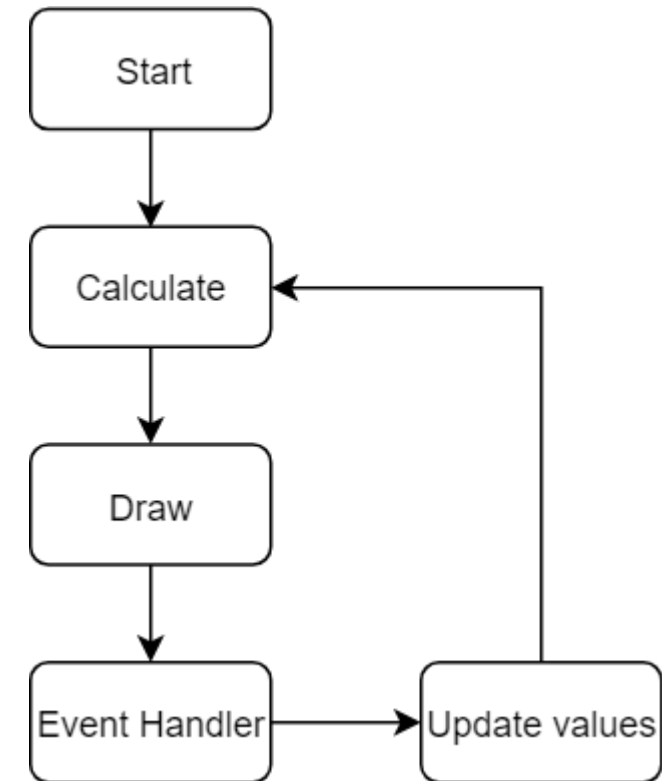 Start
Calculate
Draw
Event Handler
Update values